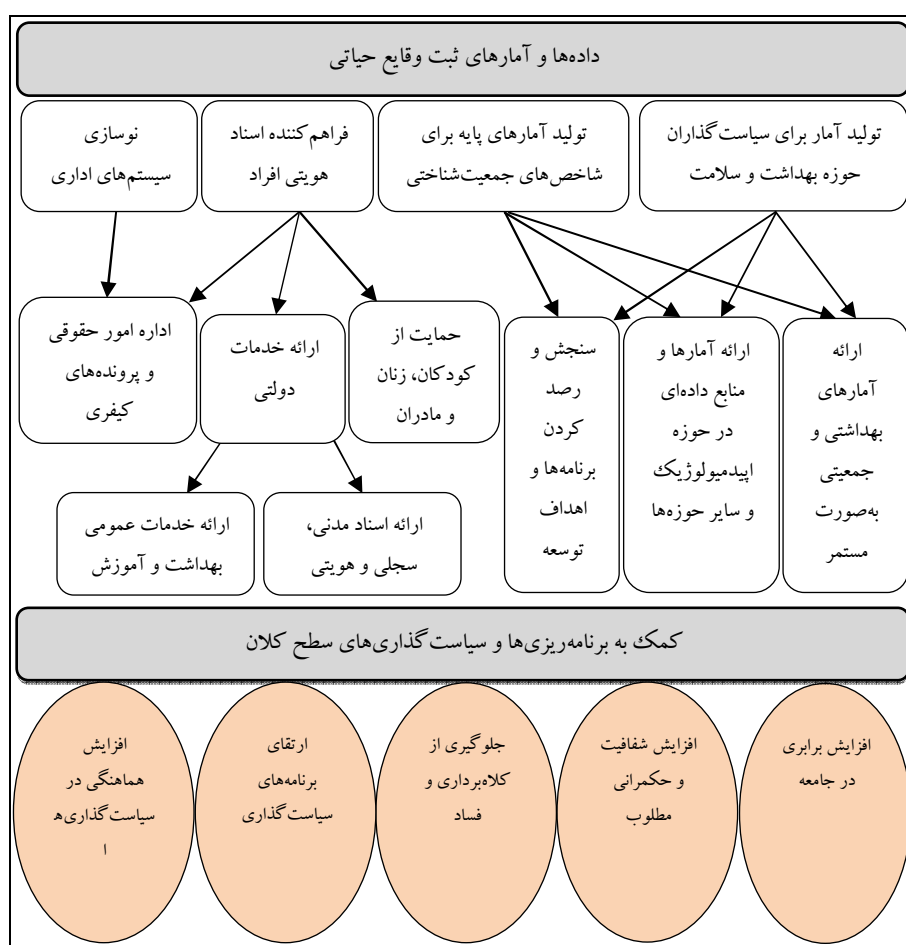 داده‌ها و آمارهای ثبت وقایع حیاتی
تولید آمار برای سیاست‌گذاران
حوزه بهداشت و سلامت
تولید آمارهای پایه برای
شاخص‌های جمعیت‌شناختی
فراهم‌کننده اسناد
هویتی افراد
نوسازی
سیستم‌های اداری
ارائه
آمارهای
بهداشتی و
جمعیتی
به‌صورت
مستمر
ارائه آمارها و
منابع داده‌ای
در حوزه
اپیدمیولوژیک
و سایر حوزه‌ها
سنجش و
رصد
کردن
برنامه‌ها و
اهداف
توسعه
حمایت از
کودکان، زنان
و مادران
ارائه خدمات
دولتی
اداره امور حقوقی
و پرونده‌های
کیفری
ارائه اسناد مدنی،
سجلی و هویتی
ارائه خدمات عمومی
بهداشت و آموزش
کمک به برنامه‌ریزی‌ها و سیاست‌گذاری‌های سطح کلان
افزایش برابری
در جامعه
افزایش شفافیت
و حکمرانی
مطلوب
جلوگیری از
کلاه‌برداری و
فساد
ارتقای
برنامه‌های
سیاست‌گذاری
افزایش
هماهنگی در
سیاست‌گذاری‌ه
ا